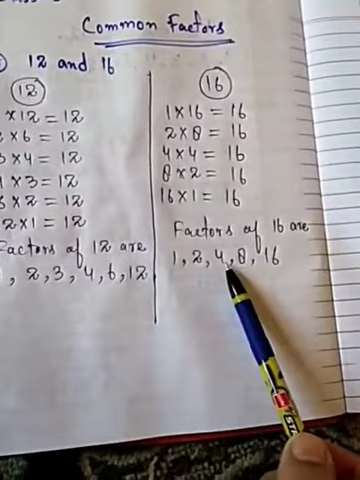 Common Factors
12 and 16
12
× 12 = 12
× 6 = 12
3 × 4 = 12
× 3 = 12
× 2 = 12
2 × 1 = 12
Factors of 12 are
, 2, 3, 4, 6, 12
16
1 × 16 = 16
2 × 8 = 16
4 × 4 = 16
8 × 2 = 16
16 × 1 = 16
Factors of 16 are
1, 2, 4, 8, 16